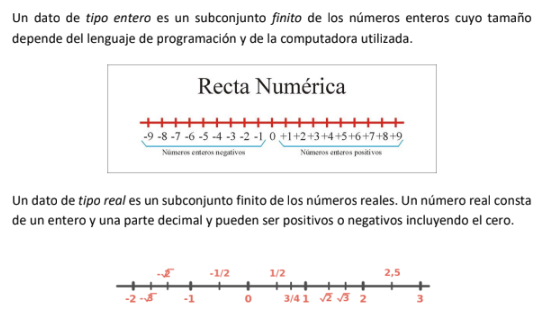 Un dato de tipo entero es un subconjunto finito de los números enteros cuyo tamaño
depende del lenguaje de programación y de la computadora utilizada.
Recta Numérica
-9 -8 -7 -6 -5 -4 -3 -2 -1 0 +1+2+3+4+5+6+7+8+9
Números enteros negativos Números enteros positivos
Un dato de tipo real es un subconjunto finito de los números reales. Un número real consta
de un entero y una parte decimal y pueden ser positivos o negativos incluyendo el cero.
-1/2 1/2 2,5
-2 -1 0 3/4 1 √2 √3 2 3